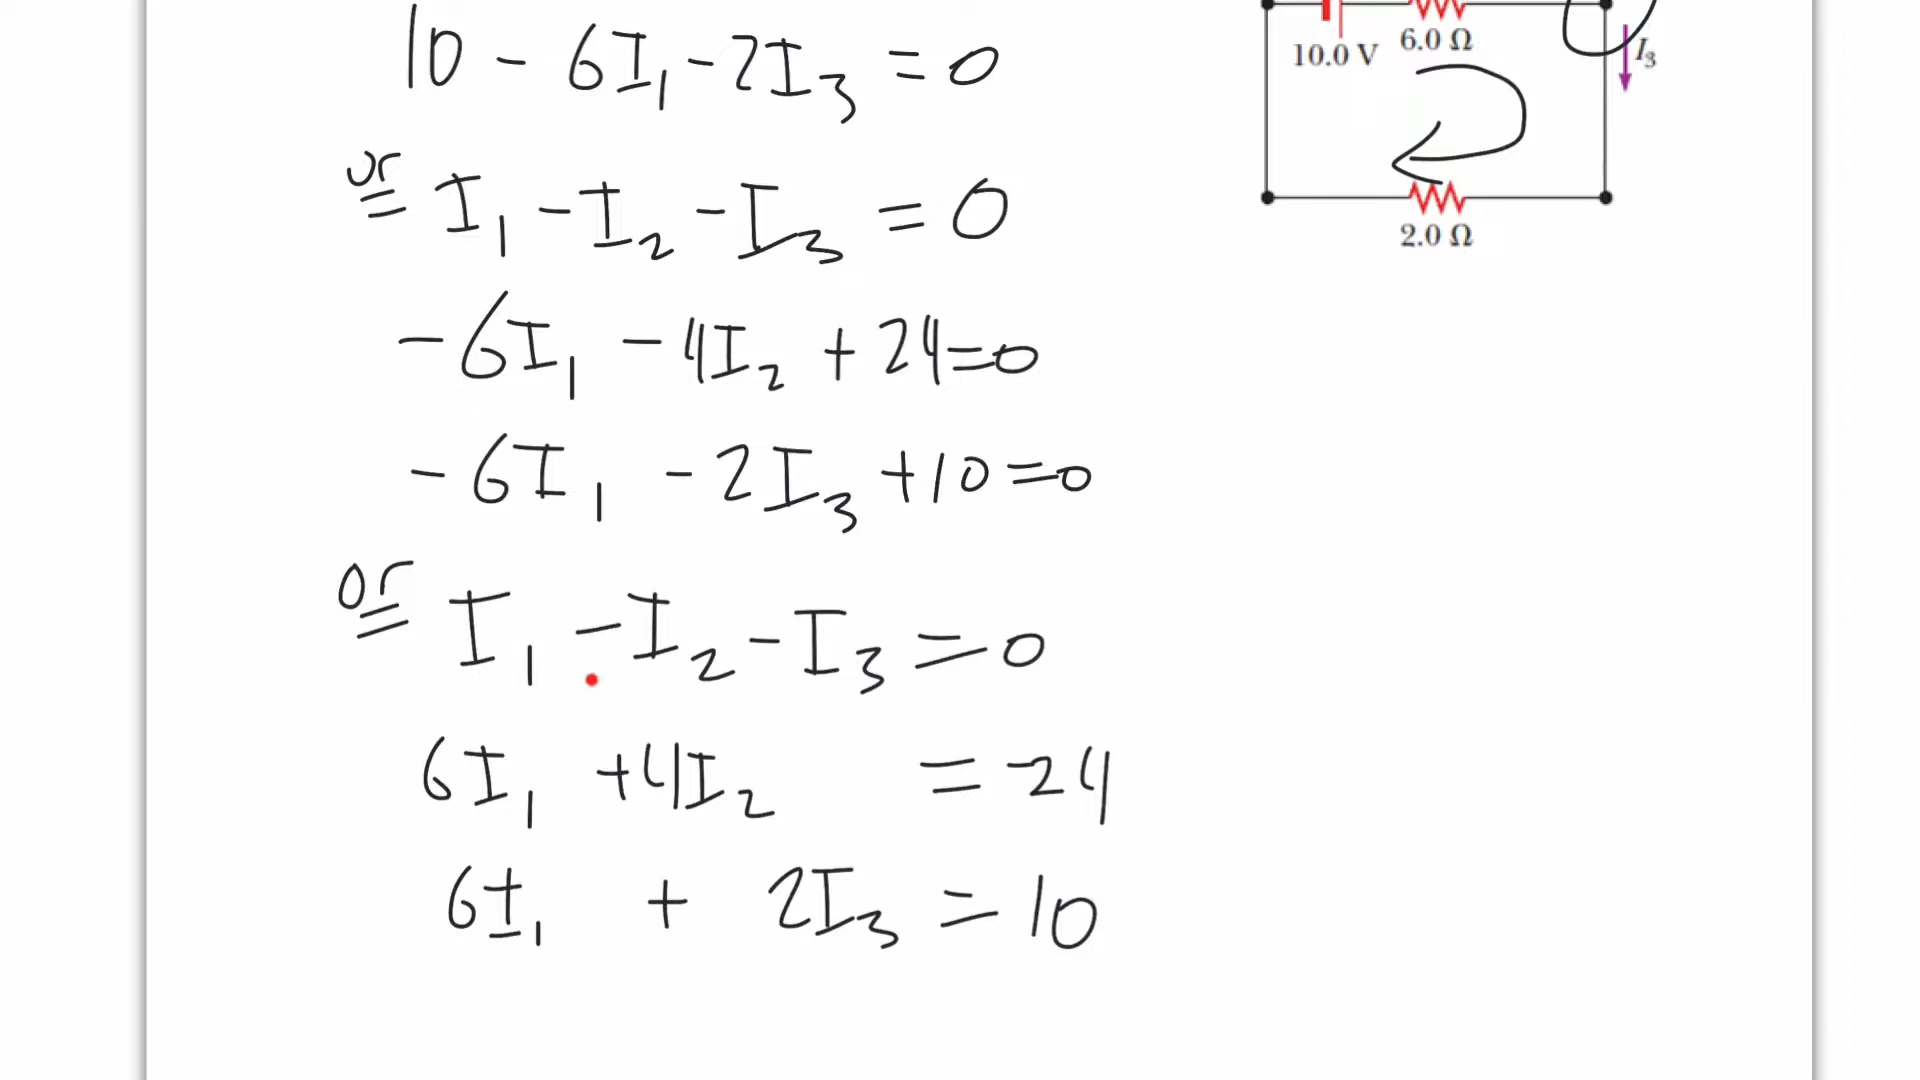 10 - 6I₁ - 2I₃ = 0
or I₁ - I₂ - I₃ = 0
-6I₁ - 4I₂ + 24 = 0
-6I₁ - 2I₃ + 10 = 0
or I₁ - I₂ - I₃ = 0
6I₁ + 4I₂ = 24
6I₁ + 2I₃ = 10
10.0 V
6.0 Ω
I₃
2.0 Ω